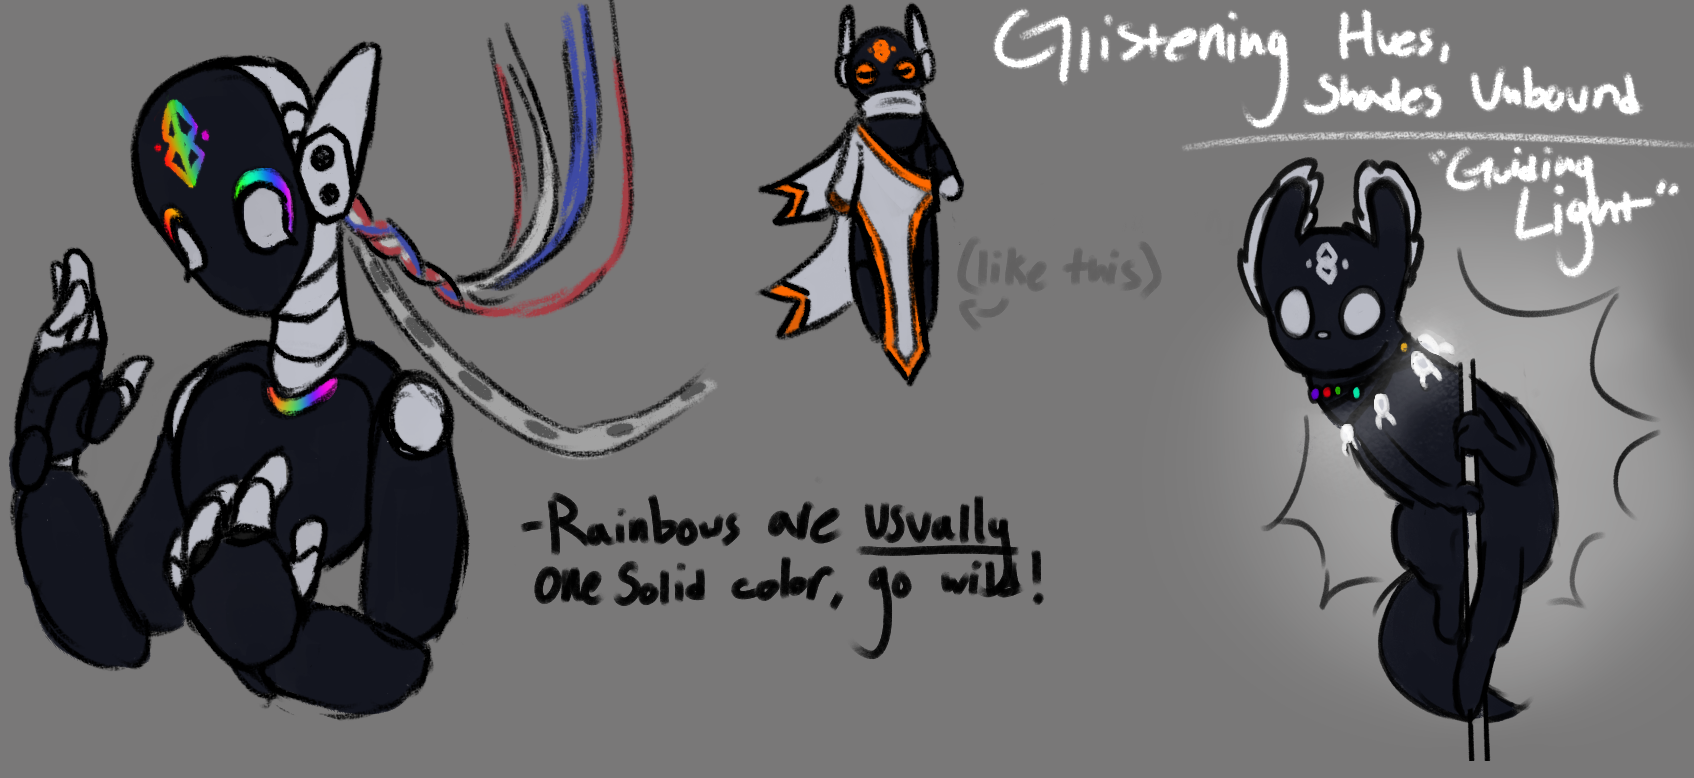 Glistening Hues,
Shades Unbound
"Guiding
Light"
(like this)
-Rainbows are usually
one solid color, go wild!